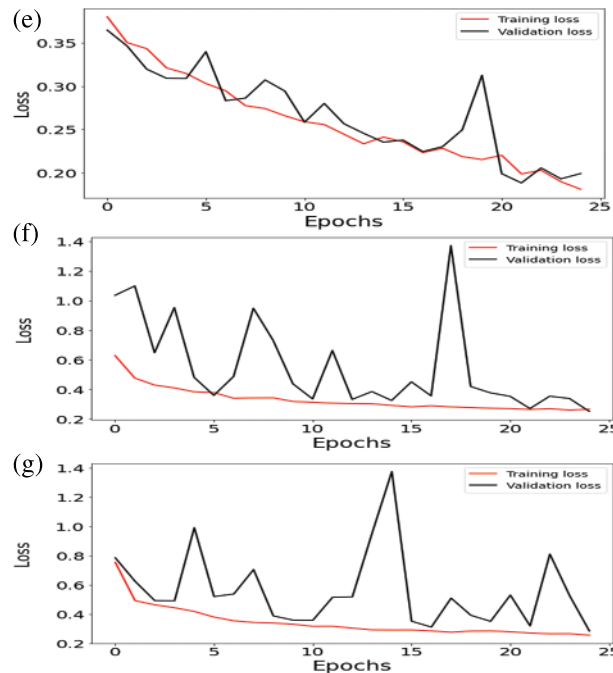 (e)
Training loss
Validation loss
0.35
0.30
0.25
0.20
Loss
0 5 10 15 20 25
Epochs
(f)
Training loss
Validation loss
1.4
1.2
1.0
0.8
0.6
0.4
0.2
Loss
0 5 10 15 20 25
Epochs
(g)
Training loss
Validation loss
1.4
1.2
1.0
0.8
0.6
0.4
0.2
Loss
0 5 10 15 20 25
Epochs